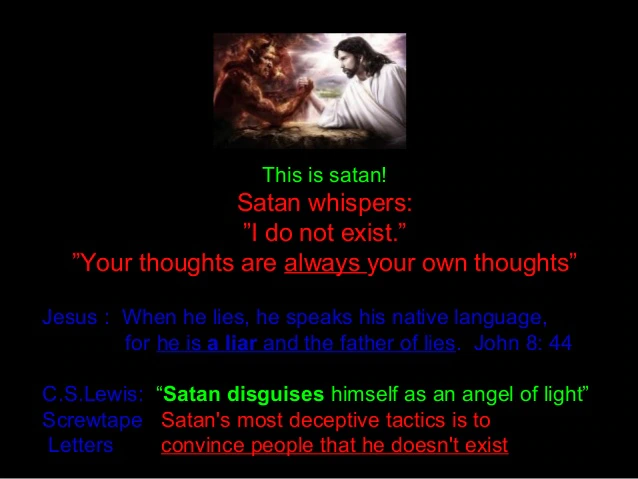 This is satan!
Satan whispers:
”I do not exist.”
”Your thoughts are always your own thoughts”
Jesus : When he lies, he speaks his native language,
for he is a liar and the father of lies. John 8: 44
C.S.Lewis: “Satan disguises himself as an angel of light”
Screwtape Satan's most deceptive tactics is to
Letters convince people that he doesn't exist